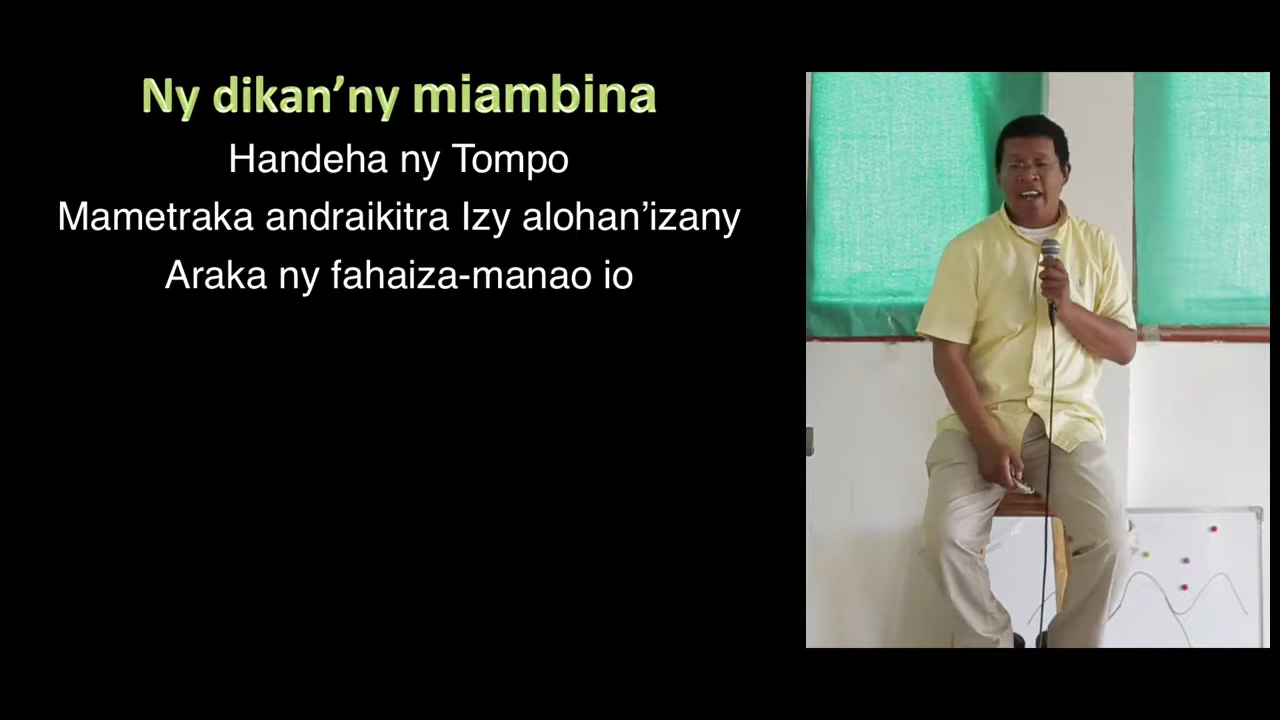 Ny dikan’ny miambina
Handeha ny Tompo
Mametraka andraikitra Izy alohan’izany
Araka ny fahaiza-manao io